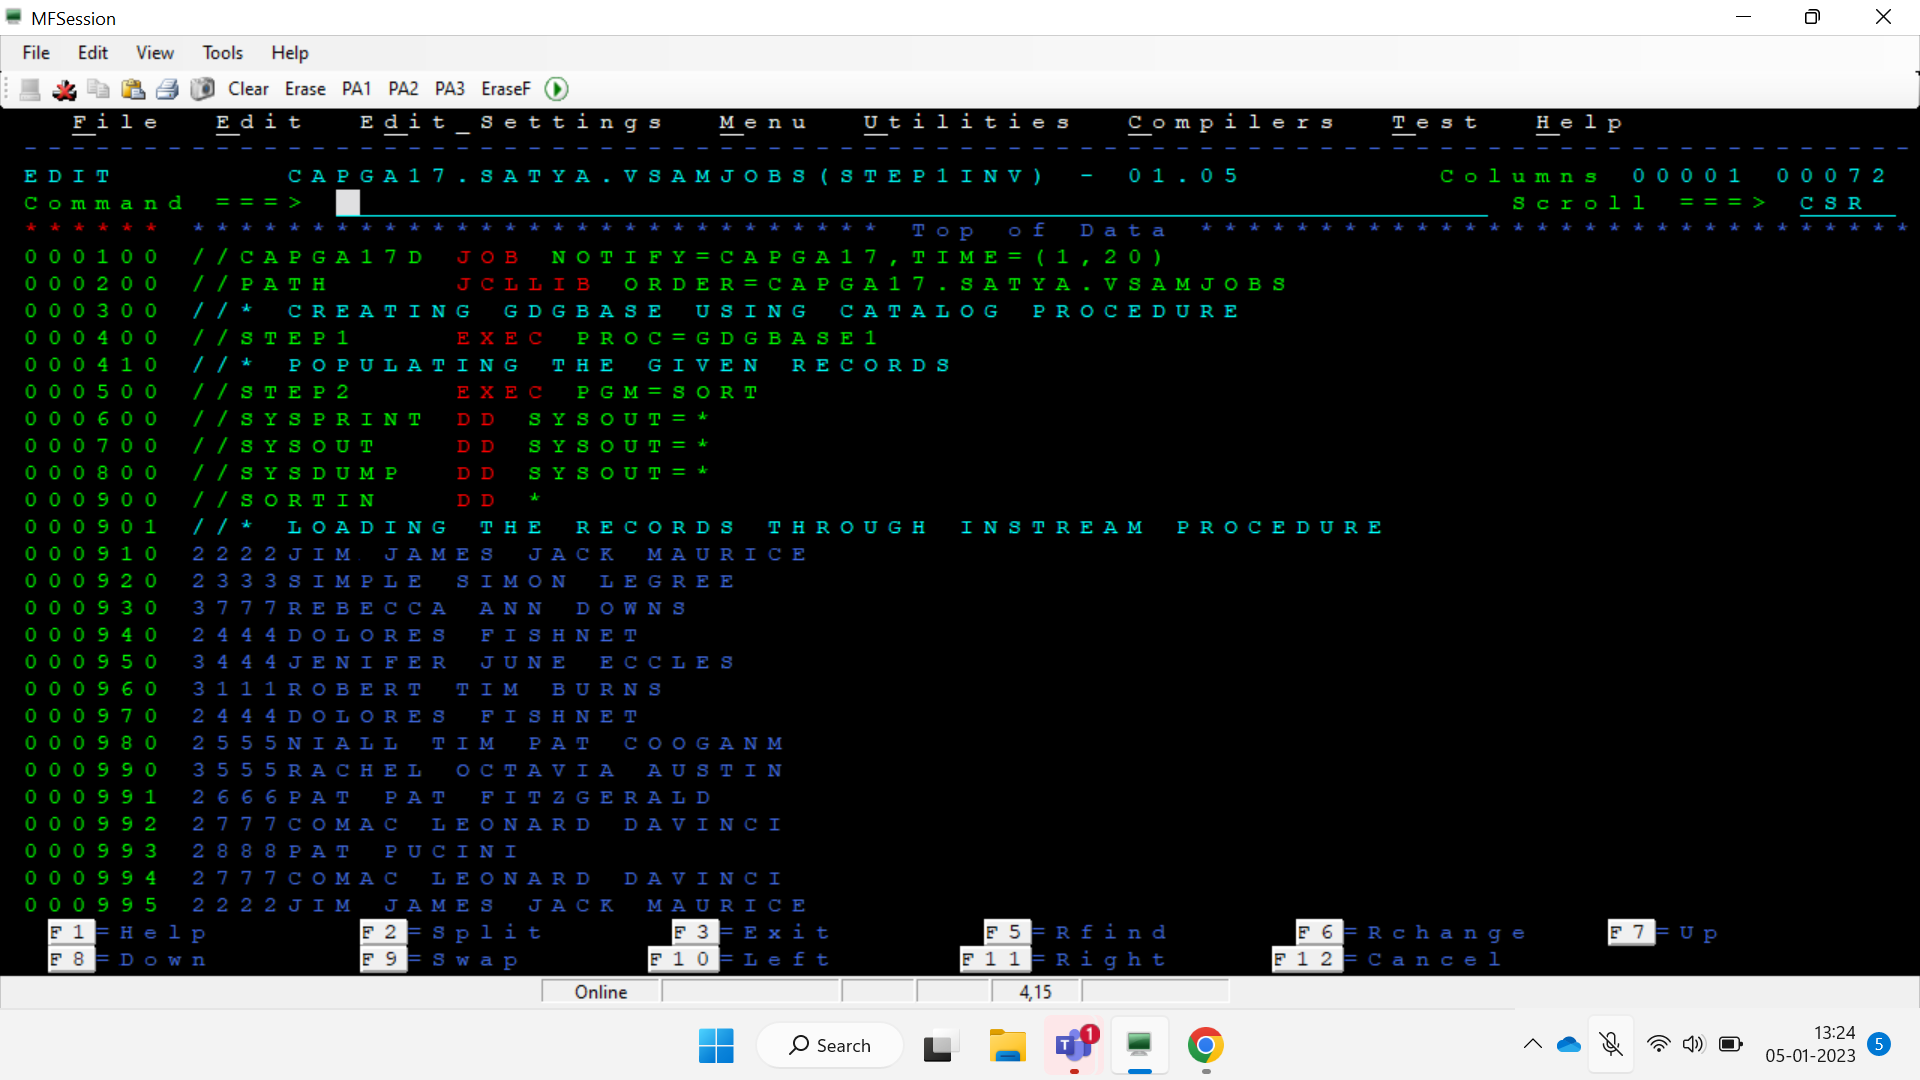 MFSession
File Edit View Tools Help
Clear Erase PA1 PA2 PA3 EraseF
File Edit Edit_Settings Menu Utilities Compilers Test Help
- - - - - - - - - - - - - - - - - - - - - - - - - - - - - - - - - - - - - - - - - - - - - - - - - - - - - - - - - - - - - - - - - - - - - - - - - - - - - - -
EDIT CAPGA17.SATYA.VSAMJOBS(STEP1INV) - 01.05 Columns 00001 00072
Command ===> Scroll ===> CSR
****** ***************************** Top of Data ******************************
000100 //CAPGA17D JOB NOTIFY=CAPGA17,TIME=(1,20)
000200 //PATH JCLLIB ORDER=CAPGA17.SATYA.VSAMJOBS
000300 //* CREATING GDGBASE USING CATALOG PROCEDURE
000400 //STEP1 EXEC PROC=GDGBASE1
000410 //* POPULATING THE GIVEN RECORDS
000500 //STEP2 EXEC PGM=SORT
000600 //SYSPRINT DD SYSOUT=*
000700 //SYSOUT DD SYSOUT=*
000800 //SYSDUMP DD SYSOUT=*
000900 //SORTIN DD *
000901 //* LOADING THE RECORDS THROUGH INSTREAM PROCEDURE
000910 2222JIM JAMES JACK MAURICE
000920 2333SIMPLE SIMON LEGREE
000930 3777REBECCA ANN DOWNS
000940 2444DOLORES FISHNET
000950 3444JENIFER JUNE ECCLES
000960 3111ROBERT TIM BURNS
000970 2444DOLORES FISHNET
000980 2555NIALL TIM PAT COOGANM
000990 3555RACHEL OCTAVIA AUSTIN
000991 2666PAT PAT FITZGERALD
000992 2777COMAC LEONARD DAVINCI
000993 2888PAT PUCINI
000994 2777COMAC LEONARD DAVINCI
000995 2222JIM JAMES JACK MAURICE
F1=Help F2=Split F3=Exit F5=Rfind F6=Rchange F7=Up
F8=Down F9=Swap F10=Left F11=Right F12=Cancel
Online 4,15
Search 1 13:24
05-01-2023 5